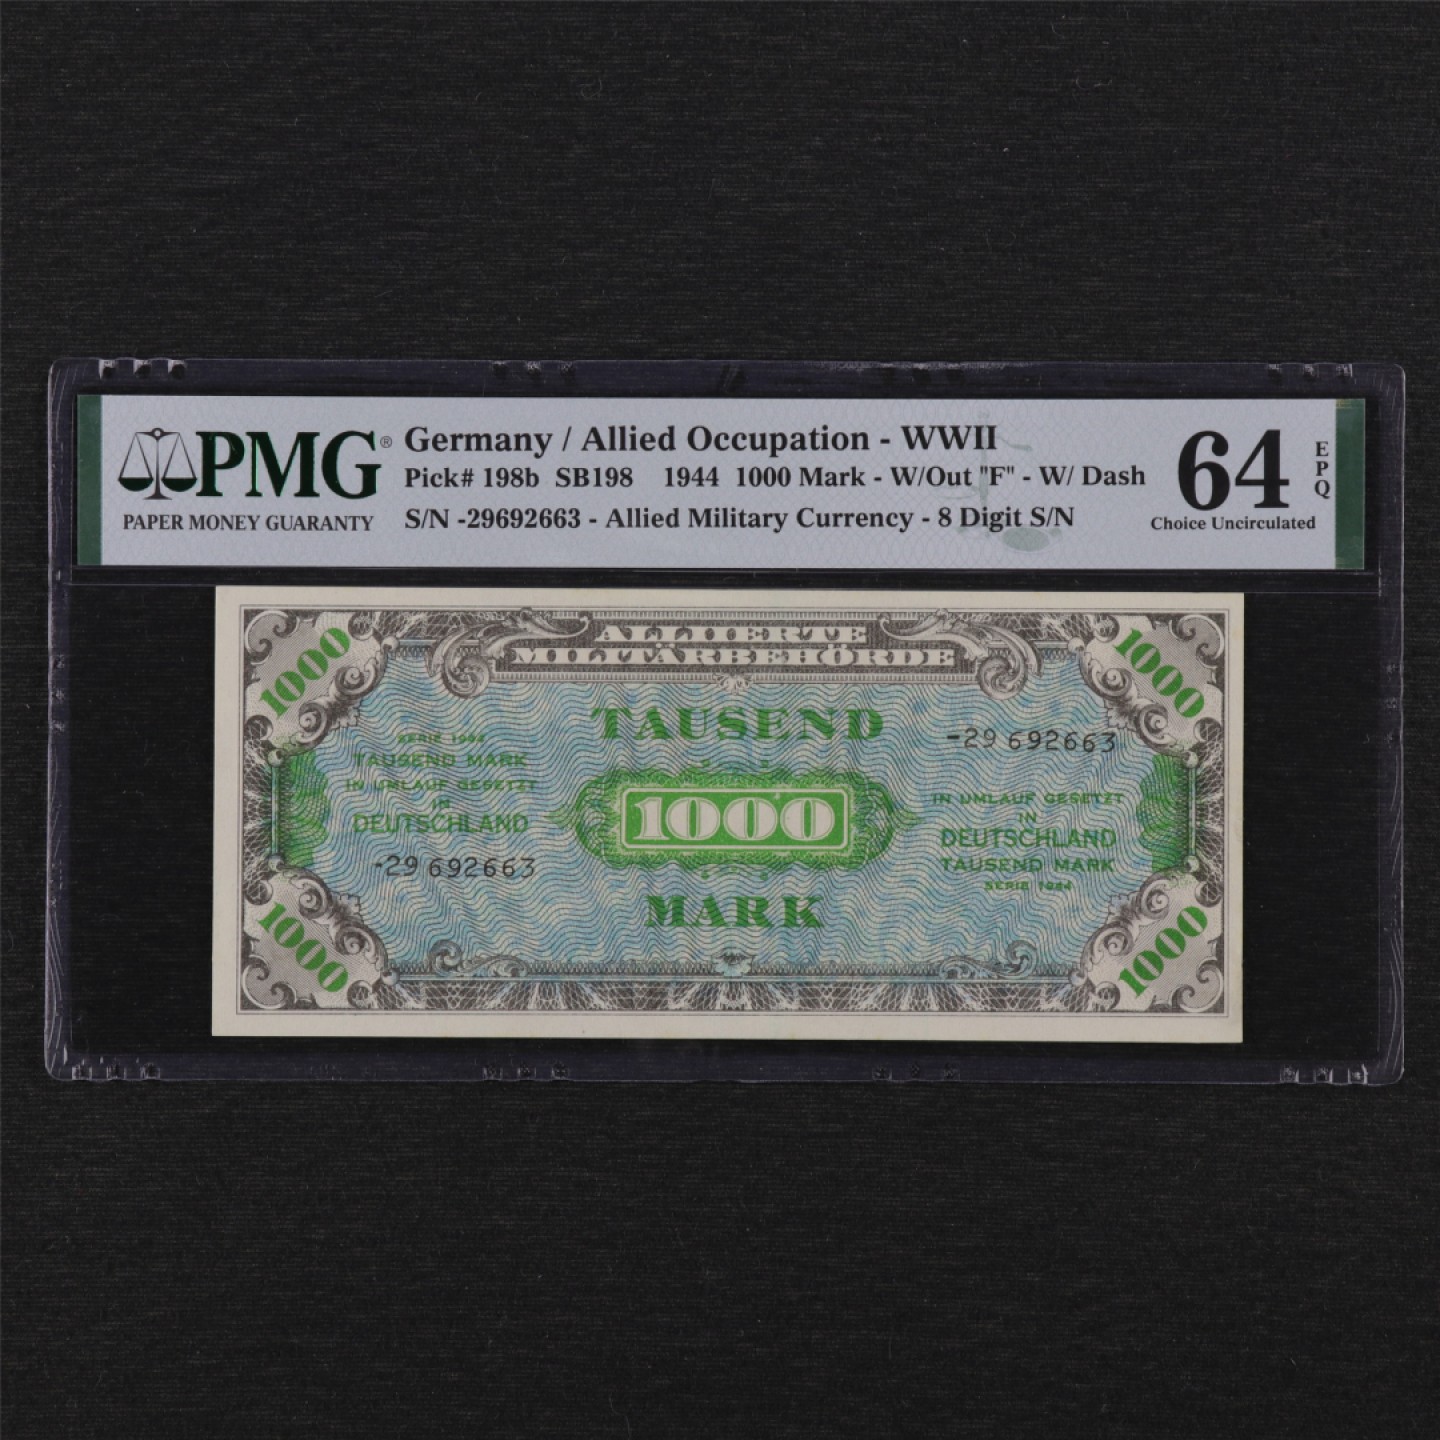 PMG®
PAPER MONEY GUARANTY
Germany / Allied Occupation - WWII
Pick# 198b SB198 1944 1000 Mark - W/Out "F" - W/ Dash
S/N -29692663 - Allied Military Currency - 8 Digit S/N
64
EPQ
Choice Uncirculated
ALLIIERTE
MILITÄRBEHÖRDE
1000
1000
TAUSEND
-29 692663
SERIE 1944
TAUSEND MARK
IN UMLAUF GESETZT
IN
DEUTSCHLAND
-29 692663
1000
IN UMLAUF GESETZT
IN
DEUTSCHLAND
TAUSEND MARK
SERIE 1944
MARK
1000
1000